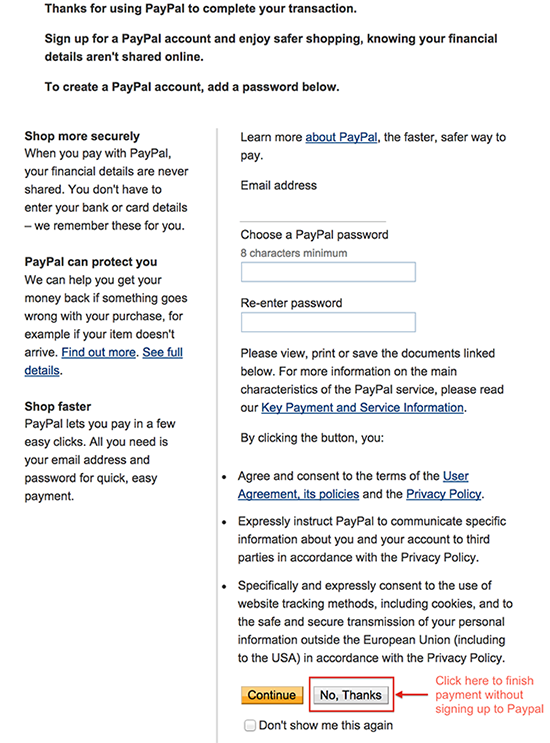 Thanks for using PayPal to complete your transaction.
Sign up for a PayPal account and enjoy safer shopping, knowing your financial
details aren't shared online.
To create a PayPal account, add a password below.
Shop more securely
When you pay with PayPal,
your financial details are never
shared. You don't have to
enter your bank or card details
– we remember these for you.
PayPal can protect you
We can help you get your
money back if something goes
wrong with your purchase, for
example if your item doesn't
arrive. Find out more. See full
details.
Shop faster
PayPal lets you pay in a few
easy clicks. All you need is
your email address and
password for quick, easy
payment.
Learn more about PayPal, the faster, safer way to
pay.
Email address
Choose a PayPal password
8 characters minimum
Re-enter password
Please view, print or save the documents linked
below. For more information on the main
characteristics of the PayPal service, please read
our Key Payment and Service Information.
By clicking the button, you:
• Agree and consent to the terms of the User
Agreement, its policies and the Privacy Policy.
• Expressly instruct PayPal to communicate specific
information about you and your account to third
parties in accordance with the Privacy Policy.
• Specifically and expressly consent to the use of
website tracking methods, including cookies, and to
the safe and secure transmission of your personal
information outside the European Union (including
to the USA) in accordance with the Privacy Policy.
Continue
No, Thanks
Click here to finish
payment without
signing up to Paypal
Don't show me this again